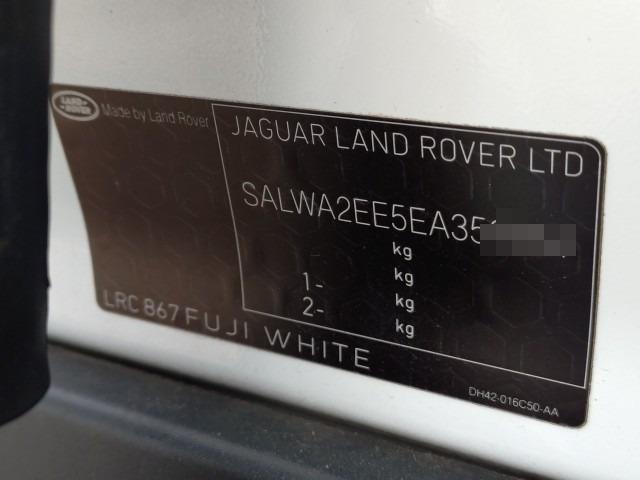 LAND ROVER
Made by Land Rover
JAGUAR LAND ROVER LTD
SALWA2EE5EA35
kg
1- kg
2- kg
kg
LRC 867 FUJI WHITE
DH42-016C50-AA